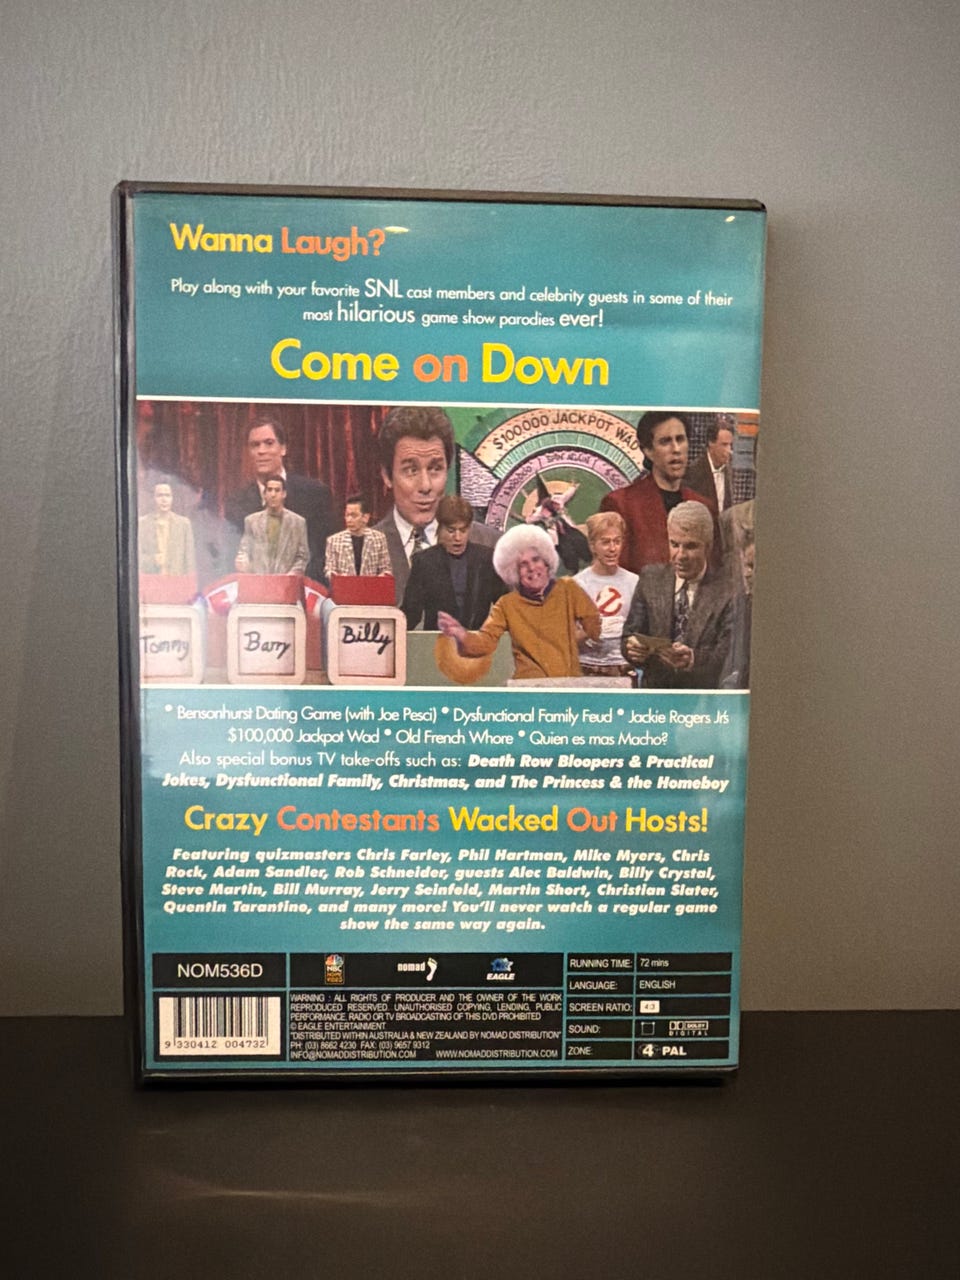 Wanna Laugh?
Play along with your favorite SNL cast members and celebrity guests in some of their
most hilarious game show parodies ever!
Come on Down
$100,000 JACKPOT WAD
Tommy
Barry
Billy
• Bensonhurst Dating Game (with Joe Pesci) • Dysfunctional Family Feud • Jackie Rogers Jr's
$100,000 Jackpot Wad • Old French Whore • Quien es mas Macho?
Also special bonus TV take-offs such as: Death Row Bloopers & Practical
Jokes, Dysfunctional Family, Christmas, and The Princess & the Homeboy
Crazy Contestants Wacked Out Hosts!
Featuring quizmasters Chris Farley, Phil Hartman, Mike Myers, Chris
Rock, Adam Sandler, Rob Schneider, guests Alec Baldwin, Billy Crystal,
Steve Martin, Bill Murray, Jerry Seinfeld, Martin Short, Christian Slater,
Quentin Tarantino, and many more! You'll never watch a regular game
show the same way again.
NOM536D
NBC
HOME
VIDEO
nomad
EAGLE
RUNNING TIME: 72 mins
LANGUAGE: ENGLISH
SCREEN RATIO: 4:3
SOUND: DOLBY
DIGITAL
ZONE: 4 PAL
9 330412 004732
WARNING : ALL RIGHTS OF PRODUCER AND THE OWNER OF THE WORK
REPRODUCED RESERVED. UNAUTHORISED COPYING, LENDING, PUBLIC
PERFORMANCE, RADIO OR TV BROADCASTING OF THIS DVD PROHIBITED
© EAGLE ENTERTAINMENT
"DISTRIBUTED WITHIN AUSTRALIA & NEW ZEALAND BY NOMAD DISTRIBUTION"
PH: (03) 8662 4230 FAX: (03) 9657 9312
INFO@NOMADDISTRIBUTION.COM WWW.NOMADDISTRIBUTION.COM